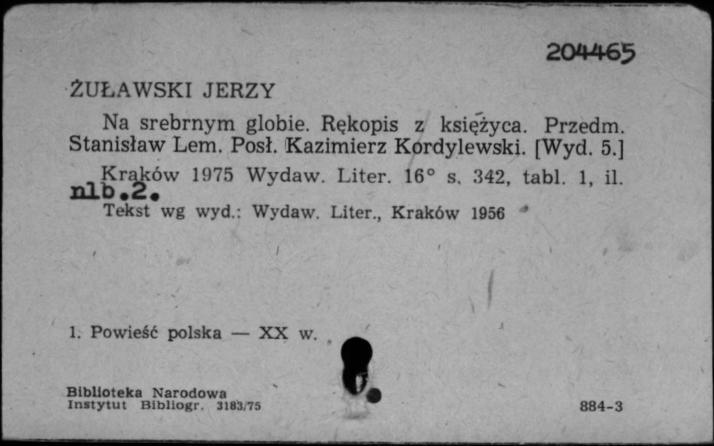 204465
ŻUŁAWSKI JERZY
Na srebrnym globie. Rękopis z księżyca. Przedm.
Stanisław Lem. Posł. Kazimierz Kordylewski. [Wyd. 5.]
Kraków 1975 Wydaw. Liter. 16° s. 342, tabl. 1, il.
nlb.2.
Tekst wg wyd.: Wydaw. Liter., Kraków 1956
1. Powieść polska — XX w.
Biblioteka Narodowa
Instytut Bibliogr. 3183/75
884-3